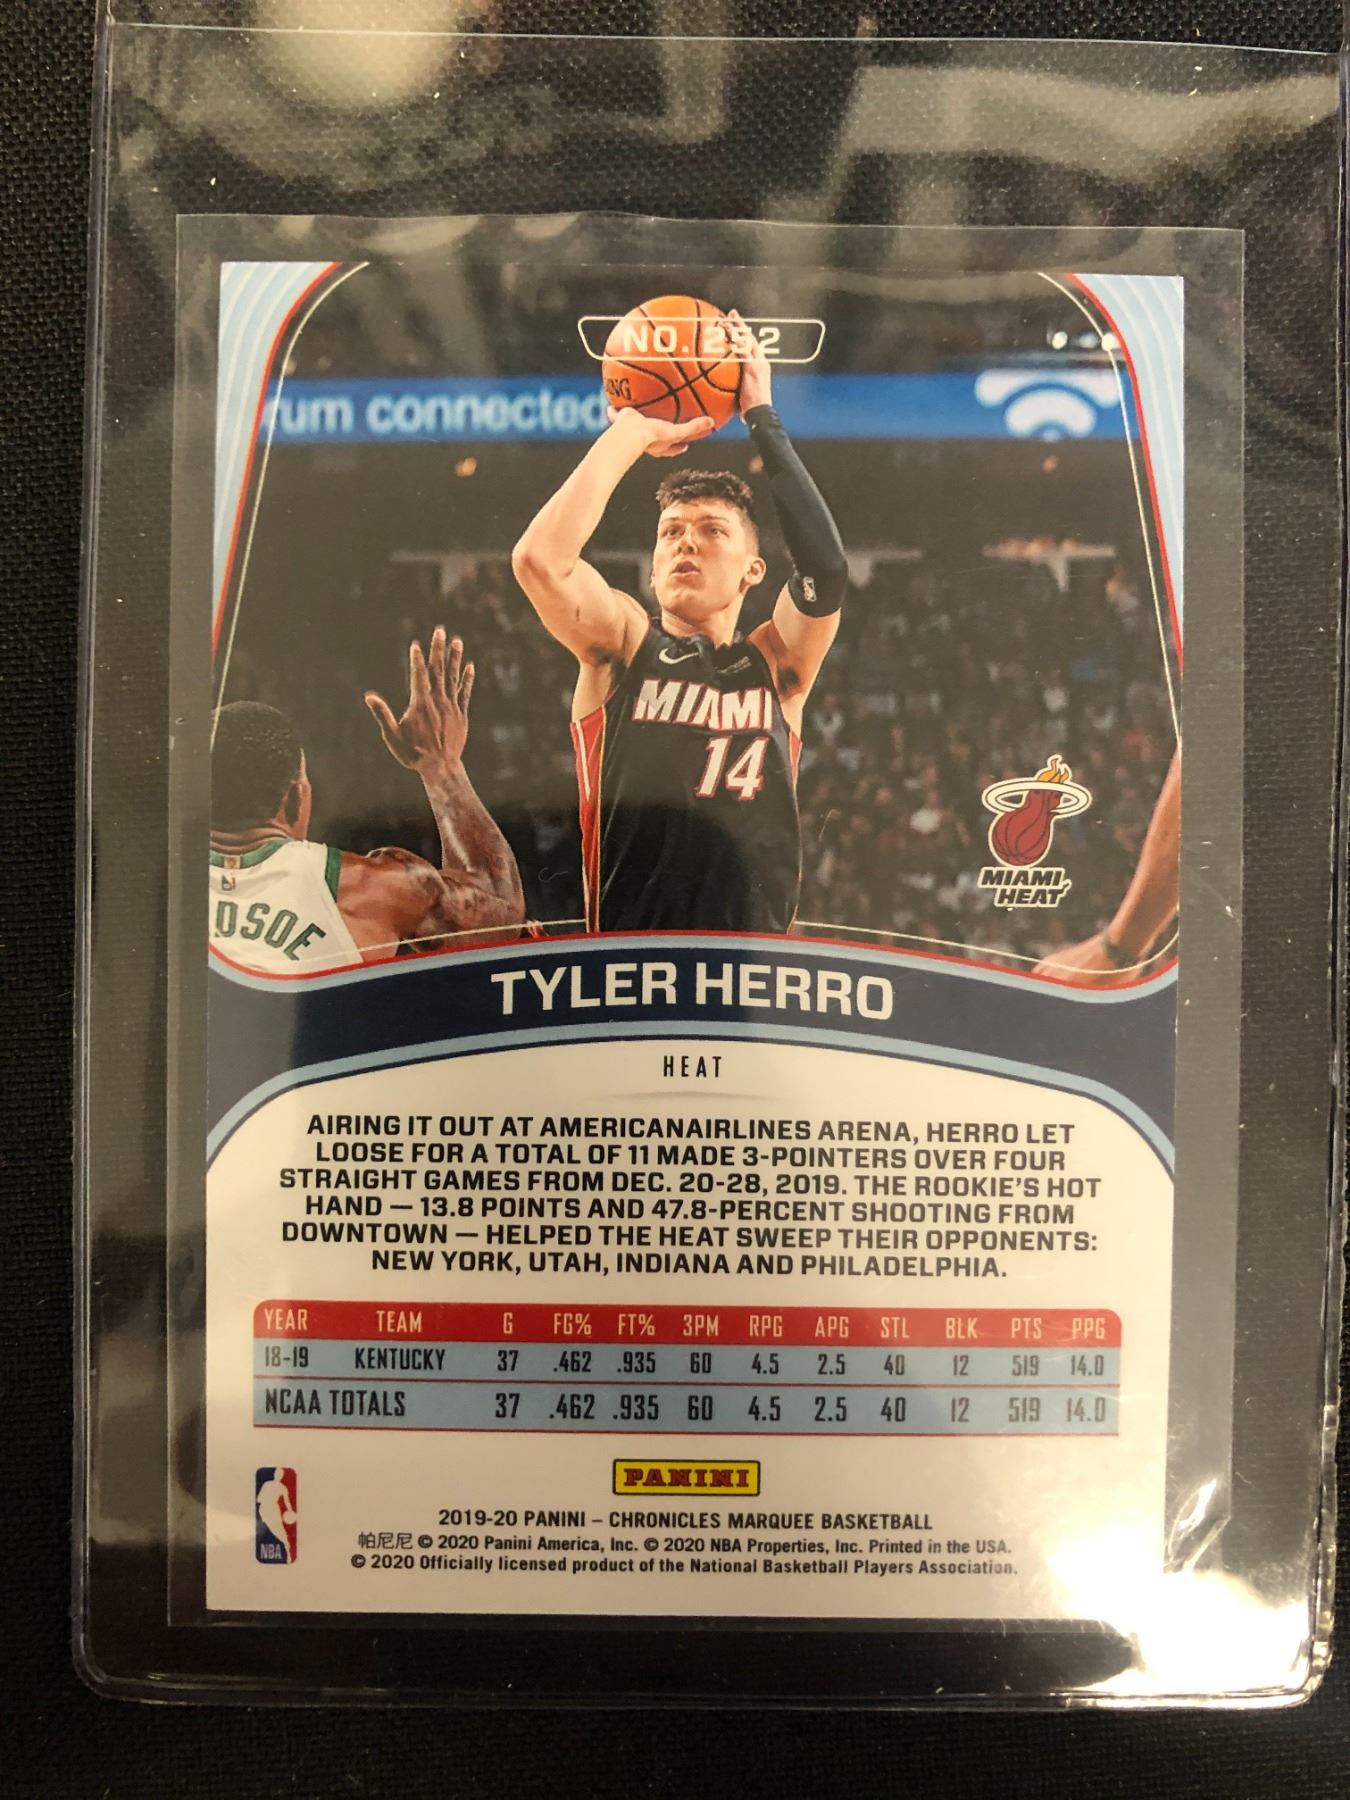 NO. 252
um connected
ING
MIAMI
14
DSOE
MIAMI
HEAT
TYLER HERRO
HEAT
AIRING IT OUT AT AMERICANAIRLINES ARENA, HERRO LET
LOOSE FOR A TOTAL OF 11 MADE 3-POINTERS OVER FOUR
STRAIGHT GAMES FROM DEC. 20-28, 2019. THE ROOKIE'S HOT
HAND — 13.8 POINTS AND 47.8-PERCENT SHOOTING FROM
DOWNTOWN — HELPED THE HEAT SWEEP THEIR OPPONENTS:
NEW YORK, UTAH, INDIANA AND PHILADELPHIA.
YEAR TEAM G FG% FT% 3PM RPG APG STL BLK PTS PPG
18-19 KENTUCKY 37 .462 .935 60 4.5 2.5 40 12 519 14.0
NCAA TOTALS 37 .462 .935 60 4.5 2.5 40 12 519 14.0
PANINI
NBA
2019-20 PANINI – CHRONICLES MARQUEE BASKETBALL
帕尼尼 © 2020 Panini America, Inc. © 2020 NBA Properties, Inc. Printed in the USA.
© 2020 Officially licensed product of the National Basketball Players Association.